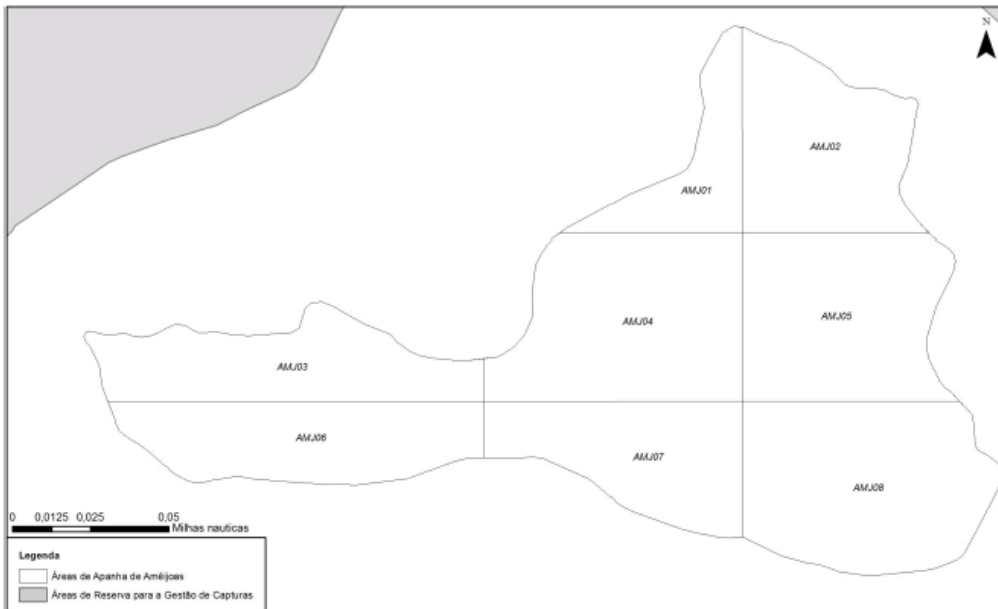 N
AMJ02
AMJ01
AMJ04
AMJ05
AMJ03
AMJ06
AMJ07
AMJ08
0 0,0125 0,025 0,05
Milhas nauticas
Legenda
Áreas de Apanha de Amêijoas
Áreas de Reserva para a Gestão de Capturas